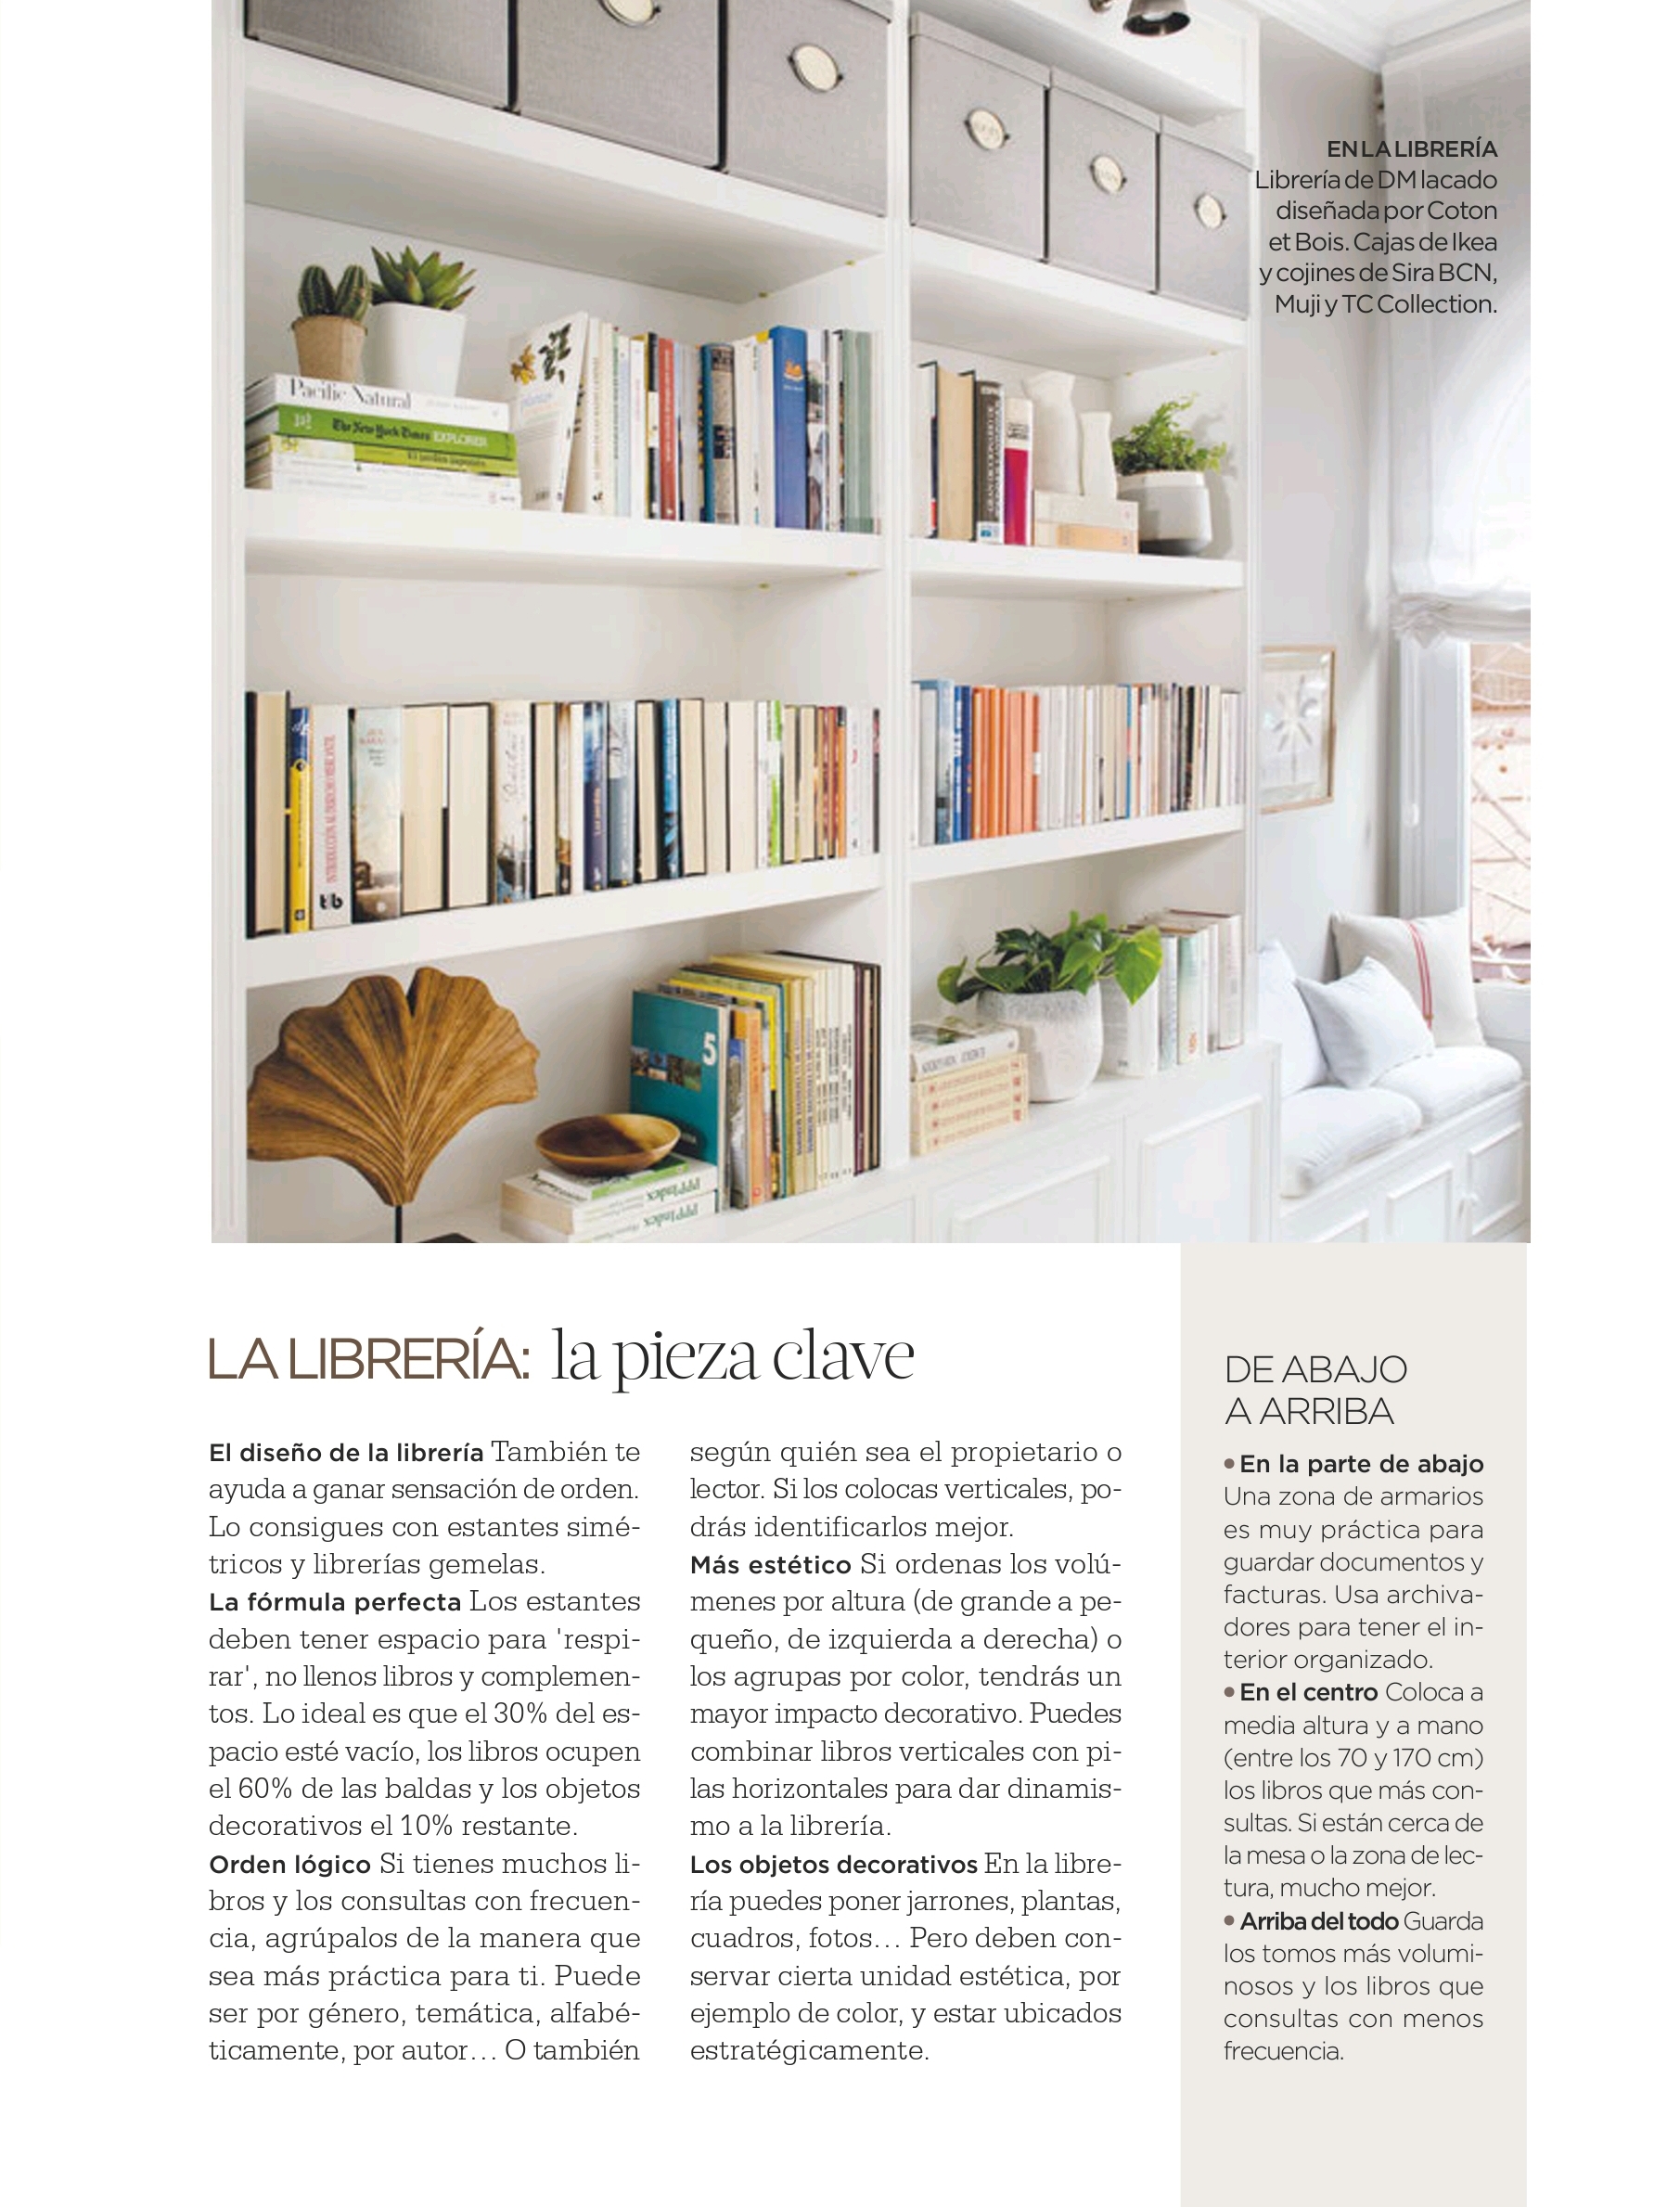 EN LA LIBRERÍA
Librería de DM lacado
diseñada por Coton
et Bois. Cajas de Ikea
y cojines de Sira BCN,
Muji y TC Collection.
Pacific Natural
The New York Times EXPLORER
El jardín japonés
INTRODUCCIÓN AL DERECHO MERCANTIL
tb
5
PPP Index
PPP Index
LA LIBRERÍA: la pieza clave
El diseño de la librería También te
ayuda a ganar sensación de orden.
Lo consigues con estantes simé-
tricos y librerías gemelas.
La fórmula perfecta Los estantes
deben tener espacio para 'respi-
rar', no llenos libros y complemen-
tos. Lo ideal es que el 30% del es-
pacio esté vacío, los libros ocupen
el 60% de las baldas y los objetos
decorativos el 10% restante.
Orden lógico Si tienes muchos li-
bros y los consultas con frecuen-
cia, agrúpalos de la manera que
sea más práctica para ti. Puede
ser por género, temática, alfabé-
ticamente, por autor... O también
según quién sea el propietario o
lector. Si los colocas verticales, po-
drás identificarlos mejor.
Más estético Si ordenas los volú-
menes por altura (de grande a pe-
queño, de izquierda a derecha) o
los agrupas por color, tendrás un
mayor impacto decorativo. Puedes
combinar libros verticales con pi-
las horizontales para dar dinamis-
mo a la librería.
Los objetos decorativos En la libre-
ría puedes poner jarrones, plantas,
cuadros, fotos... Pero deben con-
servar cierta unidad estética, por
ejemplo de color, y estar ubicados
estratégicamente.
DE ABAJO
A ARRIBA
• En la parte de abajo
Una zona de armarios
es muy práctica para
guardar documentos y
facturas. Usa archiva-
dores para tener el in-
terior organizado.
• En el centro Coloca a
media altura y a mano
(entre los 70 y 170 cm)
los libros que más con-
sultas. Si están cerca de
la mesa o la zona de lec-
tura, mucho mejor.
• Arriba del todo Guarda
los tomos más volumi-
nosos y los libros que
consultas con menos
frecuencia.